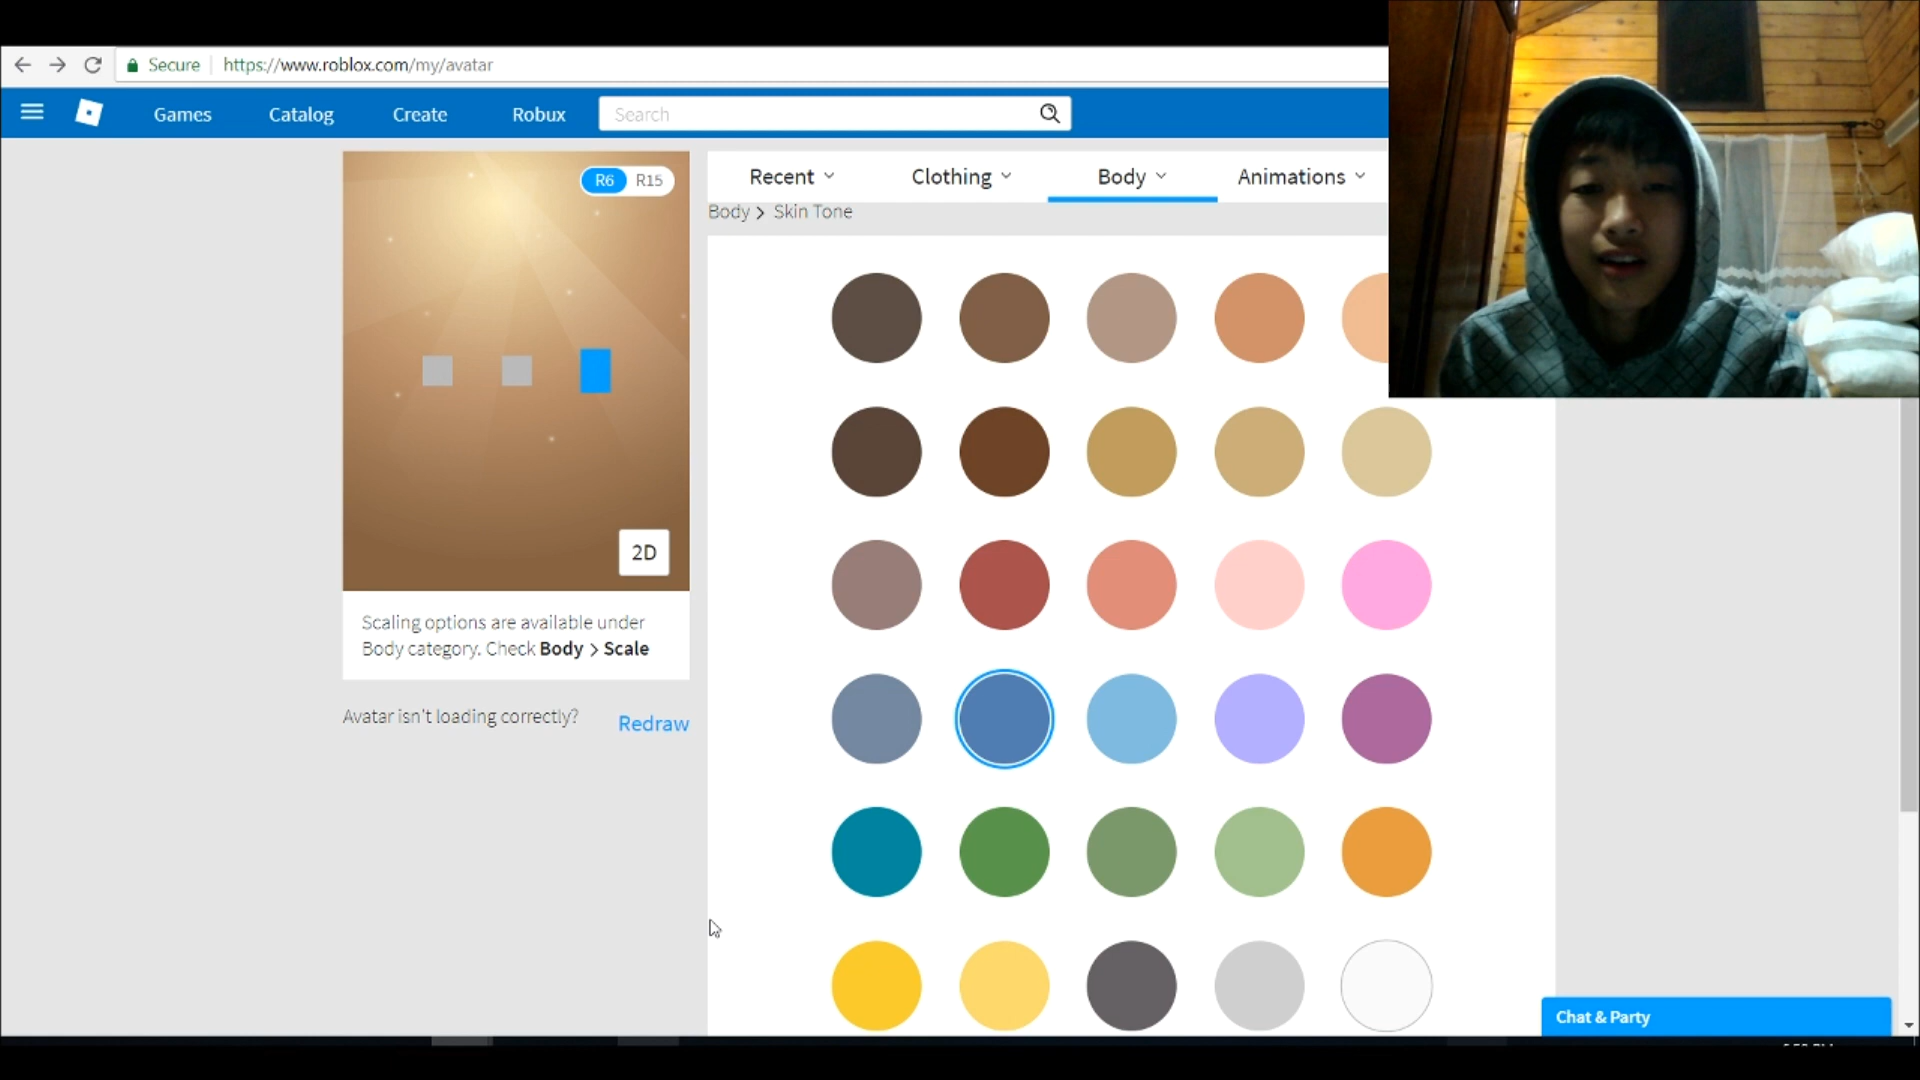 Secure https://www.roblox.com/my/avatar
Games Catalog Create Robux Search
R6 R15
Recent Clothing Body Animations
Body > Skin Tone
2D
Scaling options are available under
Body category. Check Body > Scale
Avatar isn't loading correctly? Redraw
Chat & Party